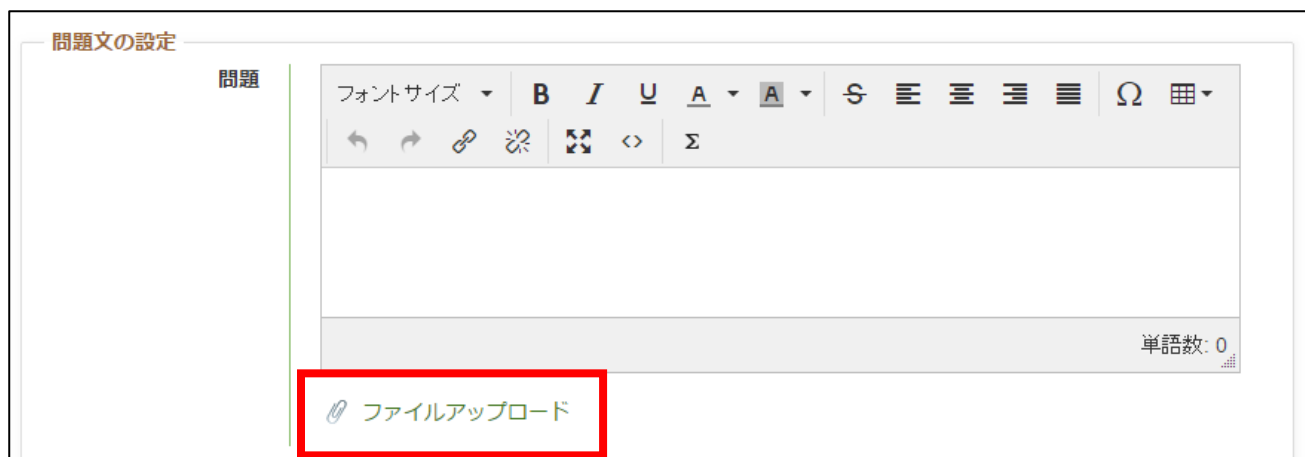 問題文の設定
問題
フォントサイズ B I U A A S Ω
<> Σ
単語数: 0
ファイルアップロード